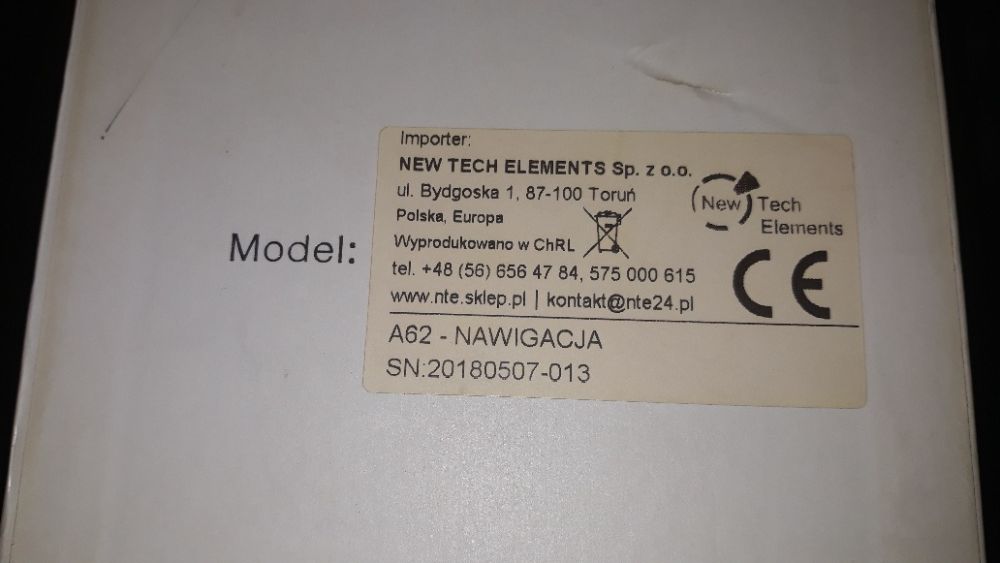 Importer:
NEW TECH ELEMENTS Sp. z o.o.
ul. Bydgoska 1, 87-100 Toruń
Polska, Europa
Wyprodukowano w ChRL
tel. +48 (56) 656 47 84, 575 000 615
www.nte.sklep.pl | kontakt@nte24.pl
New Tech
Elements
CE
Model:
A62 - NAWIGACJA
SN:20180507-013